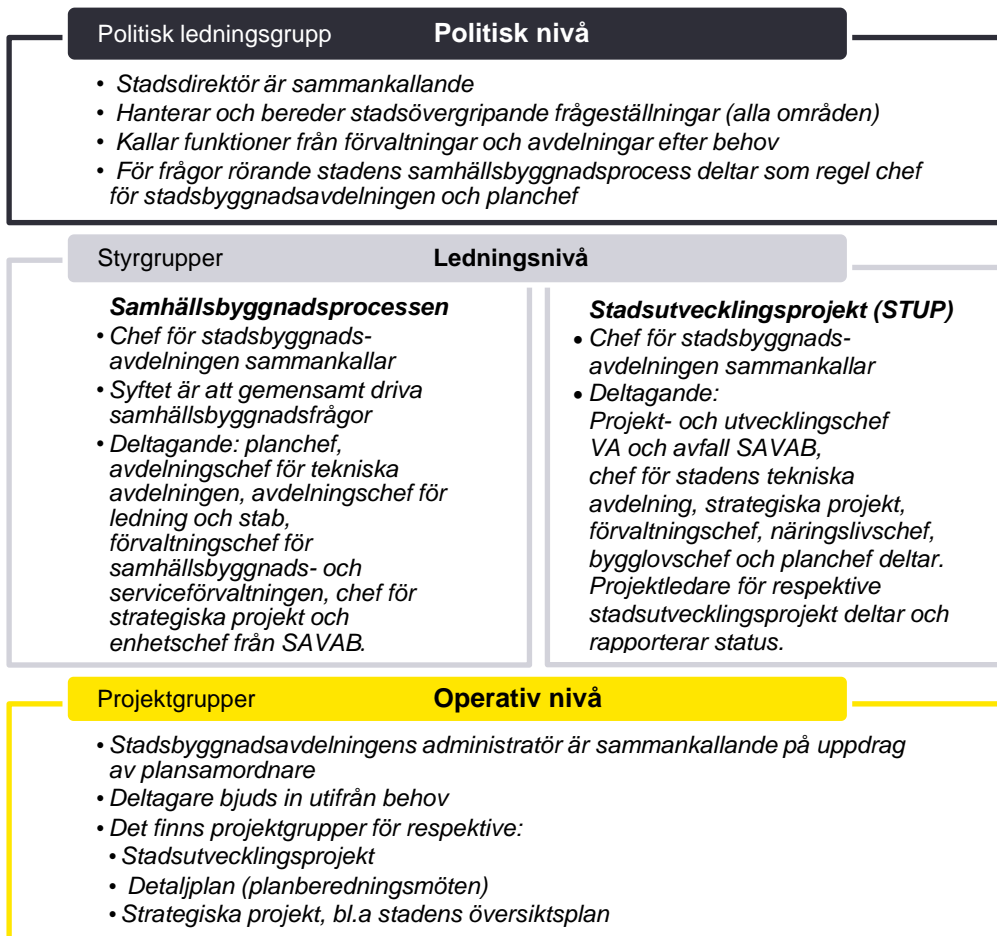 Politisk ledningsgrupp Politisk nivå
• Stadsdirektör är sammankallande
• Hanterar och bereder stadsövergripande frågeställningar (alla områden)
• Kallar funktioner från förvaltningar och avdelningar efter behov
• För frågor rörande stadens samhällsbyggnadsprocess deltar som regel chef
för stadsbyggnadsavdelningen och planchef
Styrgrupper Ledningsnivå
Samhällsbyggnadsprocessen
• Chef för stadsbyggnads-
avdelningen sammankallar
• Syftet är att gemensamt driva
samhällsbyggnadsfrågor
• Deltagande: planchef,
avdelningschef för tekniska
avdelningen, avdelningschef för
ledning och stab,
förvaltningschef för
samhällsbyggnads- och
serviceförvaltningen, chef för
strategiska projekt och
enhetschef från SAVAB.
Stadsutvecklingsprojekt (STUP)
• Chef för stadsbyggnads-
avdelningen sammankallar
• Deltagande:
Projekt- och utvecklingschef
VA och avfall SAVAB,
chef för stadens tekniska
avdelning, strategiska projekt,
förvaltningschef, näringslivschef,
bygglovschef och planchef deltar.
Projektledare för respektive
stadsutvecklingsprojekt deltar och
rapporterar status.
Projektgrupper Operativ nivå
• Stadsbyggnadsavdelningens administratör är sammankallande på uppdrag
av plansamordnare
• Deltagare bjuds in utifrån behov
• Det finns projektgrupper för respektive:
• Stadsutvecklingsprojekt
• Detaljplan (planberedningsmöten)
• Strategiska projekt, bl.a stadens översiktsplan